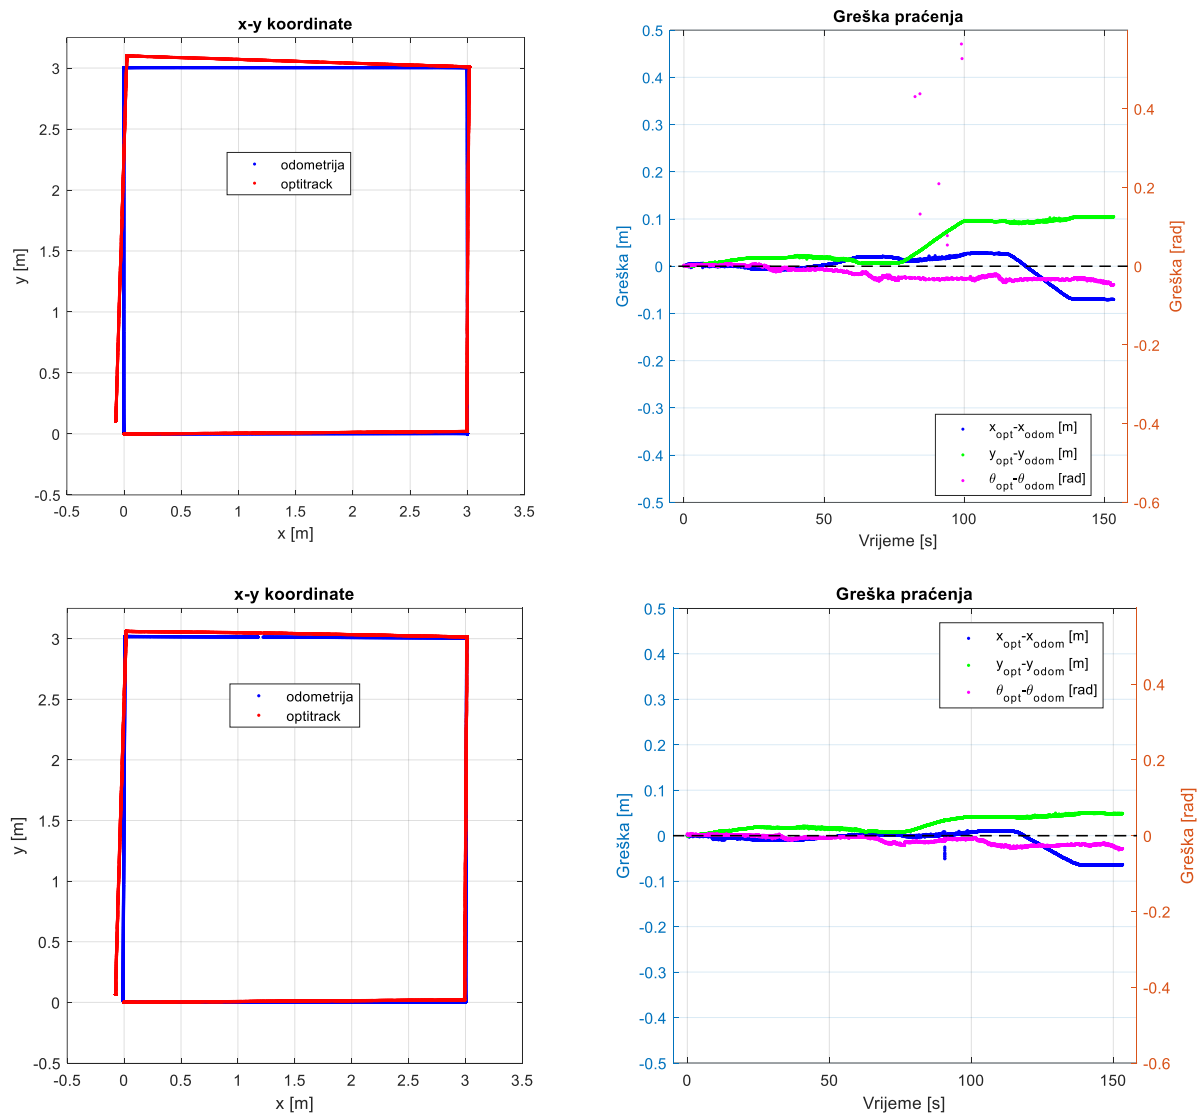 x-y koordinate
3
2.5
2
1.5
1
0.5
0
-0.5
y [m]
odometrija
optitrack
-0.5 0 0.5 1 1.5 2 2.5 3 3.5
x [m]
Greška praćenja
0.5
0.4
0.3
0.2
0.1
0
-0.1
-0.2
-0.3
-0.4
-0.5
Greška [m]
0.4
0.2
0
-0.2
-0.4
-0.6
Greška [rad]
x_opt-x_odom [m]
y_opt-y_odom [m]
θ_opt-θ_odom [rad]
0 50 100 150
Vrijeme [s]
x-y koordinate
3
2.5
2
1.5
1
0.5
0
-0.5
y [m]
odometrija
optitrack
-0.5 0 0.5 1 1.5 2 2.5 3 3.5
x [m]
Greška praćenja
0.5
0.4
0.3
0.2
0.1
0
-0.1
-0.2
-0.3
-0.4
-0.5
Greška [m]
x_opt-x_odom [m]
y_opt-y_odom [m]
θ_opt-θ_odom [rad]
0.4
0.2
0
-0.2
-0.4
-0.6
Greška [rad]
0 50 100 150
Vrijeme [s]